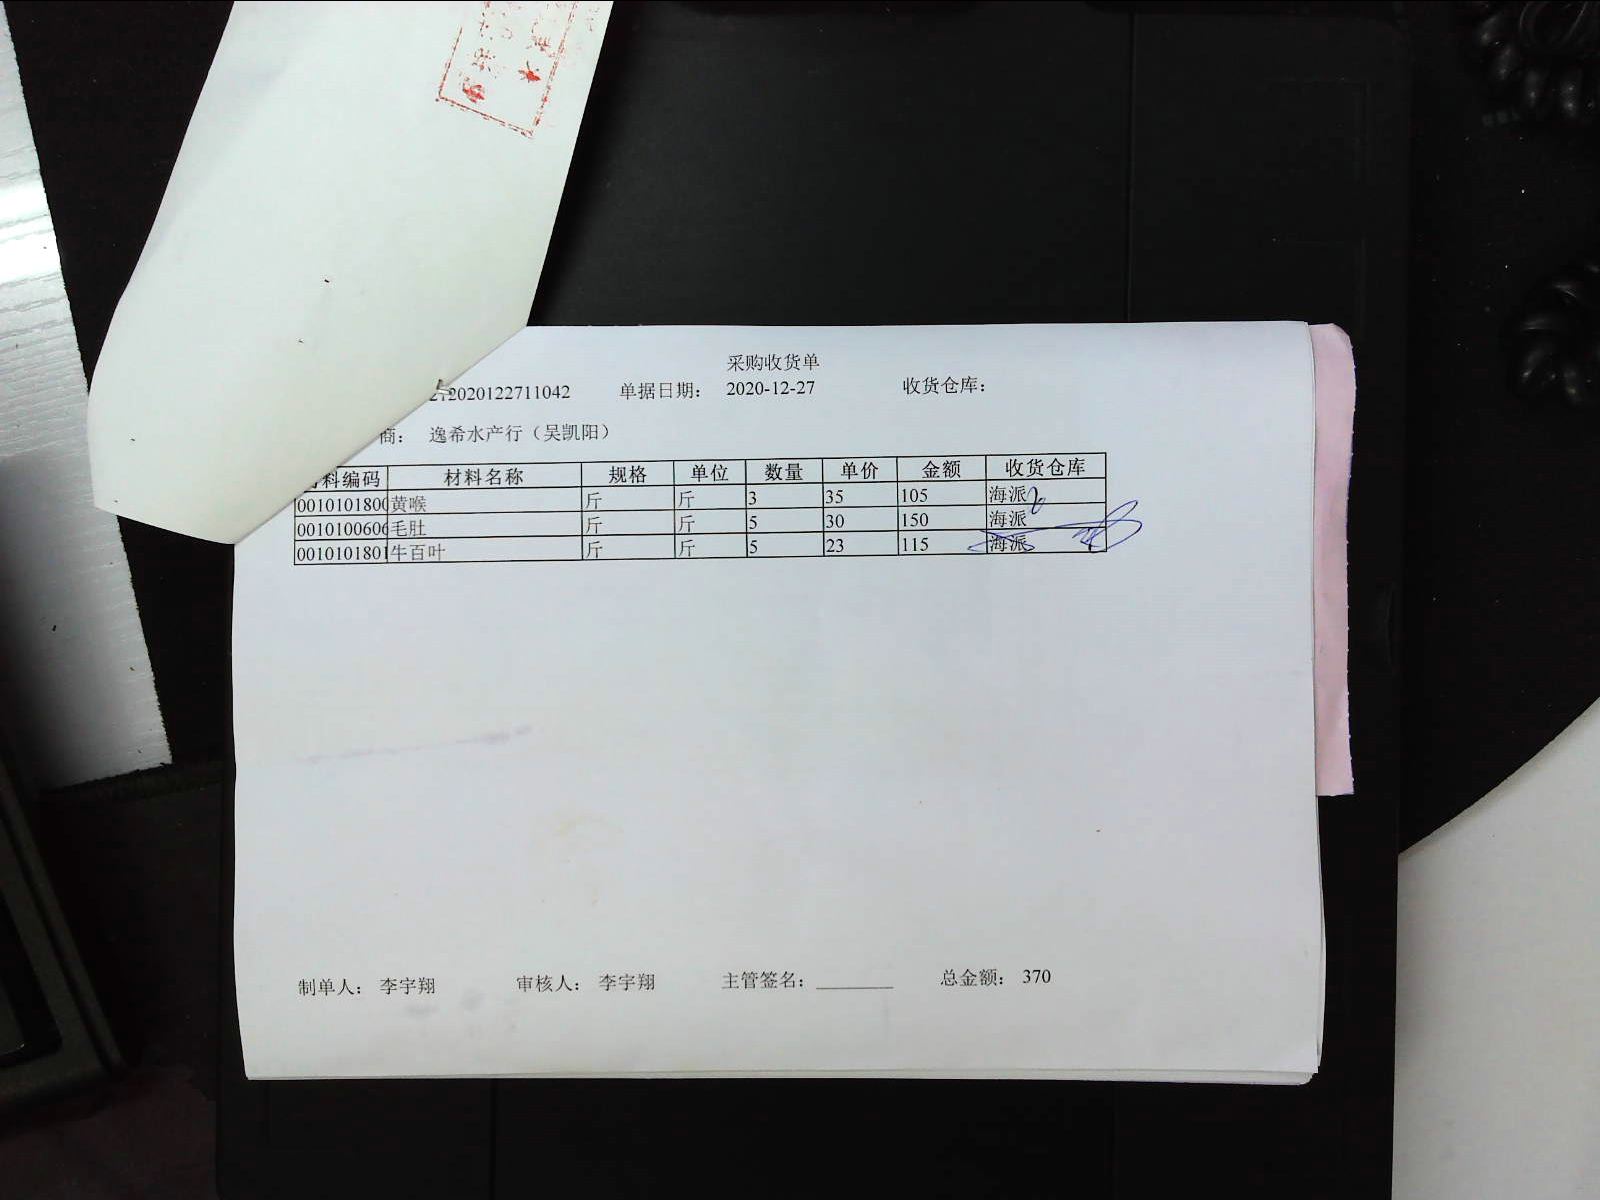 采购收货单
2020122711042 单据日期: 2020-12-27 收货仓库:
商: 逸希水产行（吴凯阳）
料编码 材料名称 规格 单位 数量 单价 金额 收货仓库
0010101800 黄喉 斤 斤 3 35 105 海派
0010100606 毛肚 斤 斤 5 30 150 海派
0010101801 牛百叶 斤 斤 5 23 115 海派
制单人: 李宇翔 审核人: 李宇翔 主管签名: ________ 总金额: 370